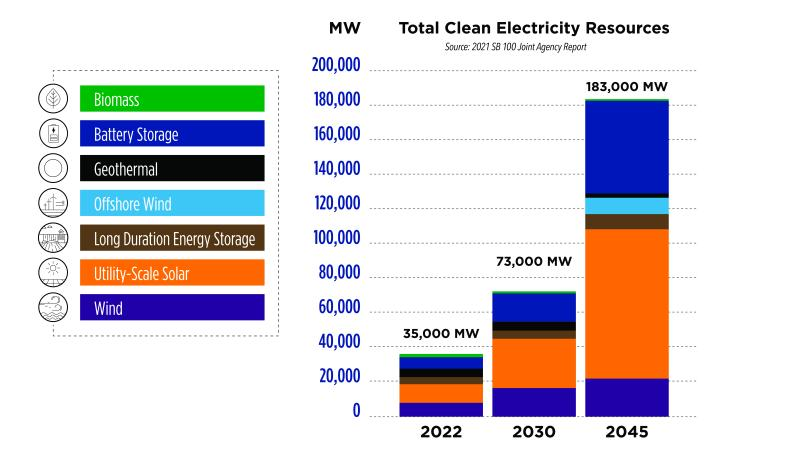 MW
Total Clean Electricity Resources
Source: 2021 SB 100 Joint Agency Report
Biomass
Battery Storage
Geothermal
Offshore Wind
Long Duration Energy Storage
Utility-Scale Solar
Wind
200,000
180,000
160,000
140,000
120,000
100,000
80,000
60,000
40,000
20,000
0
35,000 MW
73,000 MW
183,000 MW
2022
2030
2045